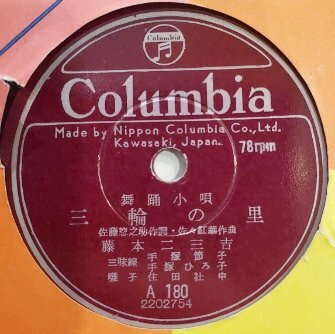 Columbia
Columbia
Made by Nippon Columbia Co., Ltd.
Kawasaki, Japan.
78rpm
舞踊小唄
三輪の里
佐藤惣之助作詞・佐々紅華作曲
藤本二三吉
三味線 手塚節子
手塚ひろ子
囃子住田社中
A 180
2202754